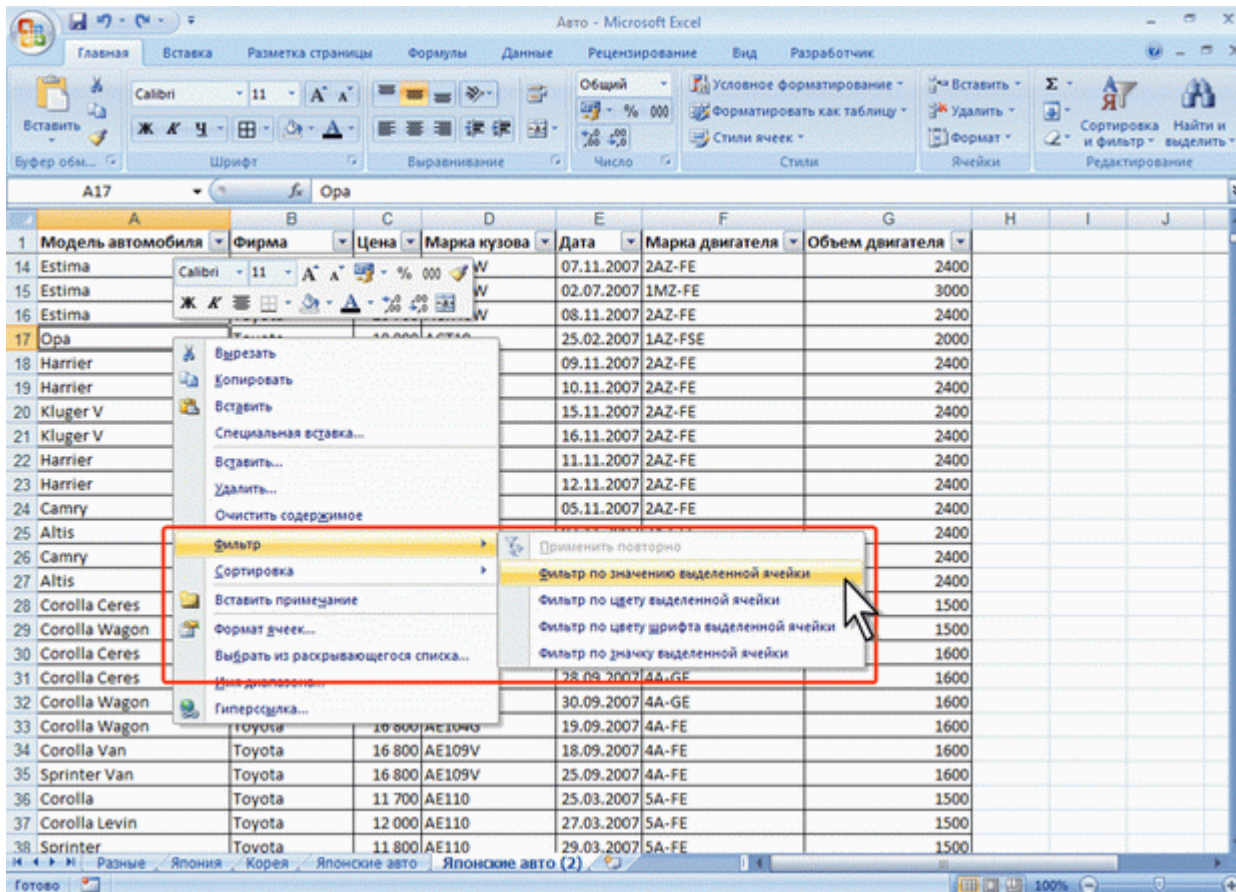 Авто - Microsoft Excel
Главная Вставка Разметка страницы Формулы Данные Рецензирование Вид Разработчик
Вставить
Calibri 11
Ж К Ч
Общий
% 000
Условное форматирование
Форматировать как таблицу
Стили ячеек
Вставить
Удалить
Формат
Σ
Сортировка и фильтр
Найти и выделить
Буфер обм... Шрифт Выравнивание Число Стили Ячейки Редактирование
A17 fx Opa
A B C D E F G H I J
1 Модель автомобиля Фирма Цена Марка кузова Дата Марка двигателя Объем двигателя
14 Estima W 07.11.2007 2AZ-FE 2400
15 Estima W 02.07.2007 1MZ-FE 3000
16 Estima Toyota W 08.11.2007 2AZ-FE 2400
17 Opa Toyota 25.02.2007 1AZ-FSE 2000
18 Harrier 09.11.2007 2AZ-FE 2400
19 Harrier 10.11.2007 2AZ-FE 2400
20 Kluger V 15.11.2007 2AZ-FE 2400
21 Kluger V 16.11.2007 2AZ-FE 2400
22 Harrier 11.11.2007 2AZ-FE 2400
23 Harrier 12.11.2007 2AZ-FE 2400
24 Camry 05.11.2007 2AZ-FE 2400
25 Altis 2400
26 Camry 2400
27 Altis 2400
28 Corolla Ceres 1500
29 Corolla Wagon 1500
30 Corolla Ceres 1600
31 Corolla Ceres 28.09.2007 4A-GE 1600
32 Corolla Wagon 30.09.2007 4A-GE 1600
33 Corolla Wagon Toyota 16 800 AE104G 19.09.2007 4A-FE 1600
34 Corolla Van Toyota 16 800 AE109V 18.09.2007 4A-FE 1600
35 Sprinter Van Toyota 16 800 AE109V 25.09.2007 4A-FE 1600
36 Corolla Toyota 11 700 AE110 25.03.2007 5A-FE 1500
37 Corolla Levin Toyota 12 000 AE110 27.03.2007 5A-FE 1500
38 Sprinter Toyota 11 800 AE110 29.03.2007 5A-FE 1500
Calibri 11 % 000
Ж К
Вырезать
Копировать
Вставить
Специальная вставка...
Вставить...
Удалить...
Очистить содержимое
Фильтр
Сортировка
Вставить примечание
Формат ячеек...
Выбрать из раскрывающегося списка...
Имя диапазона...
Гиперссылка...
Применить повторно
Фильтр по значению выделенной ячейки
Фильтр по цвету выделенной ячейки
Фильтр по цвету шрифта выделенной ячейки
Фильтр по значку выделенной ячейки
Разные Япония Корея Японские авто Японские авто (2)
Готово 100%